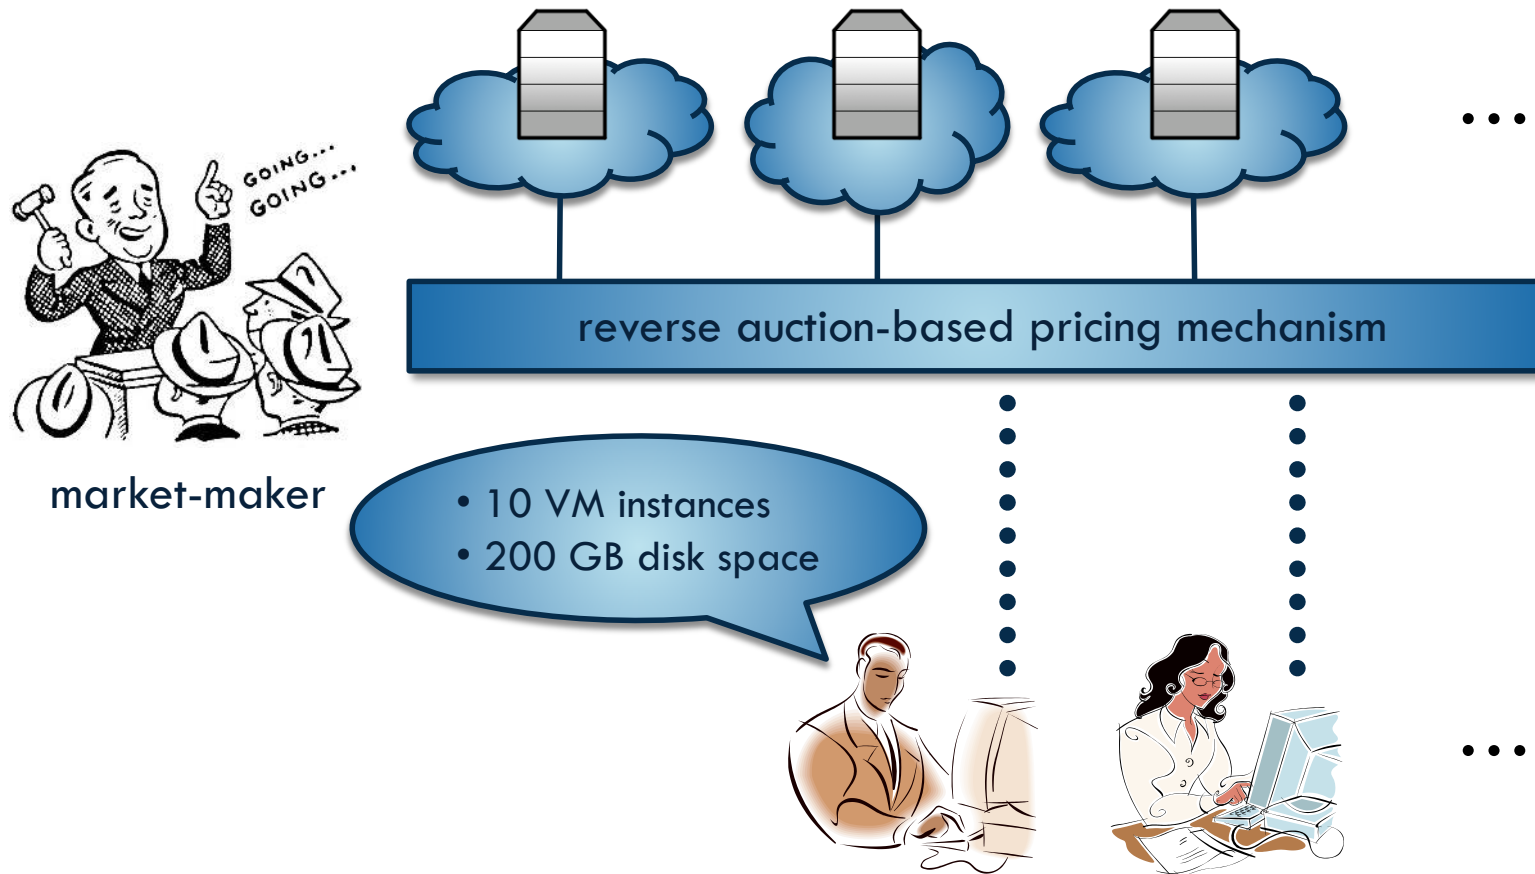 GOING...
GOING...
reverse auction-based pricing mechanism
market-maker
• 10 VM instances
• 200 GB disk space
...
...